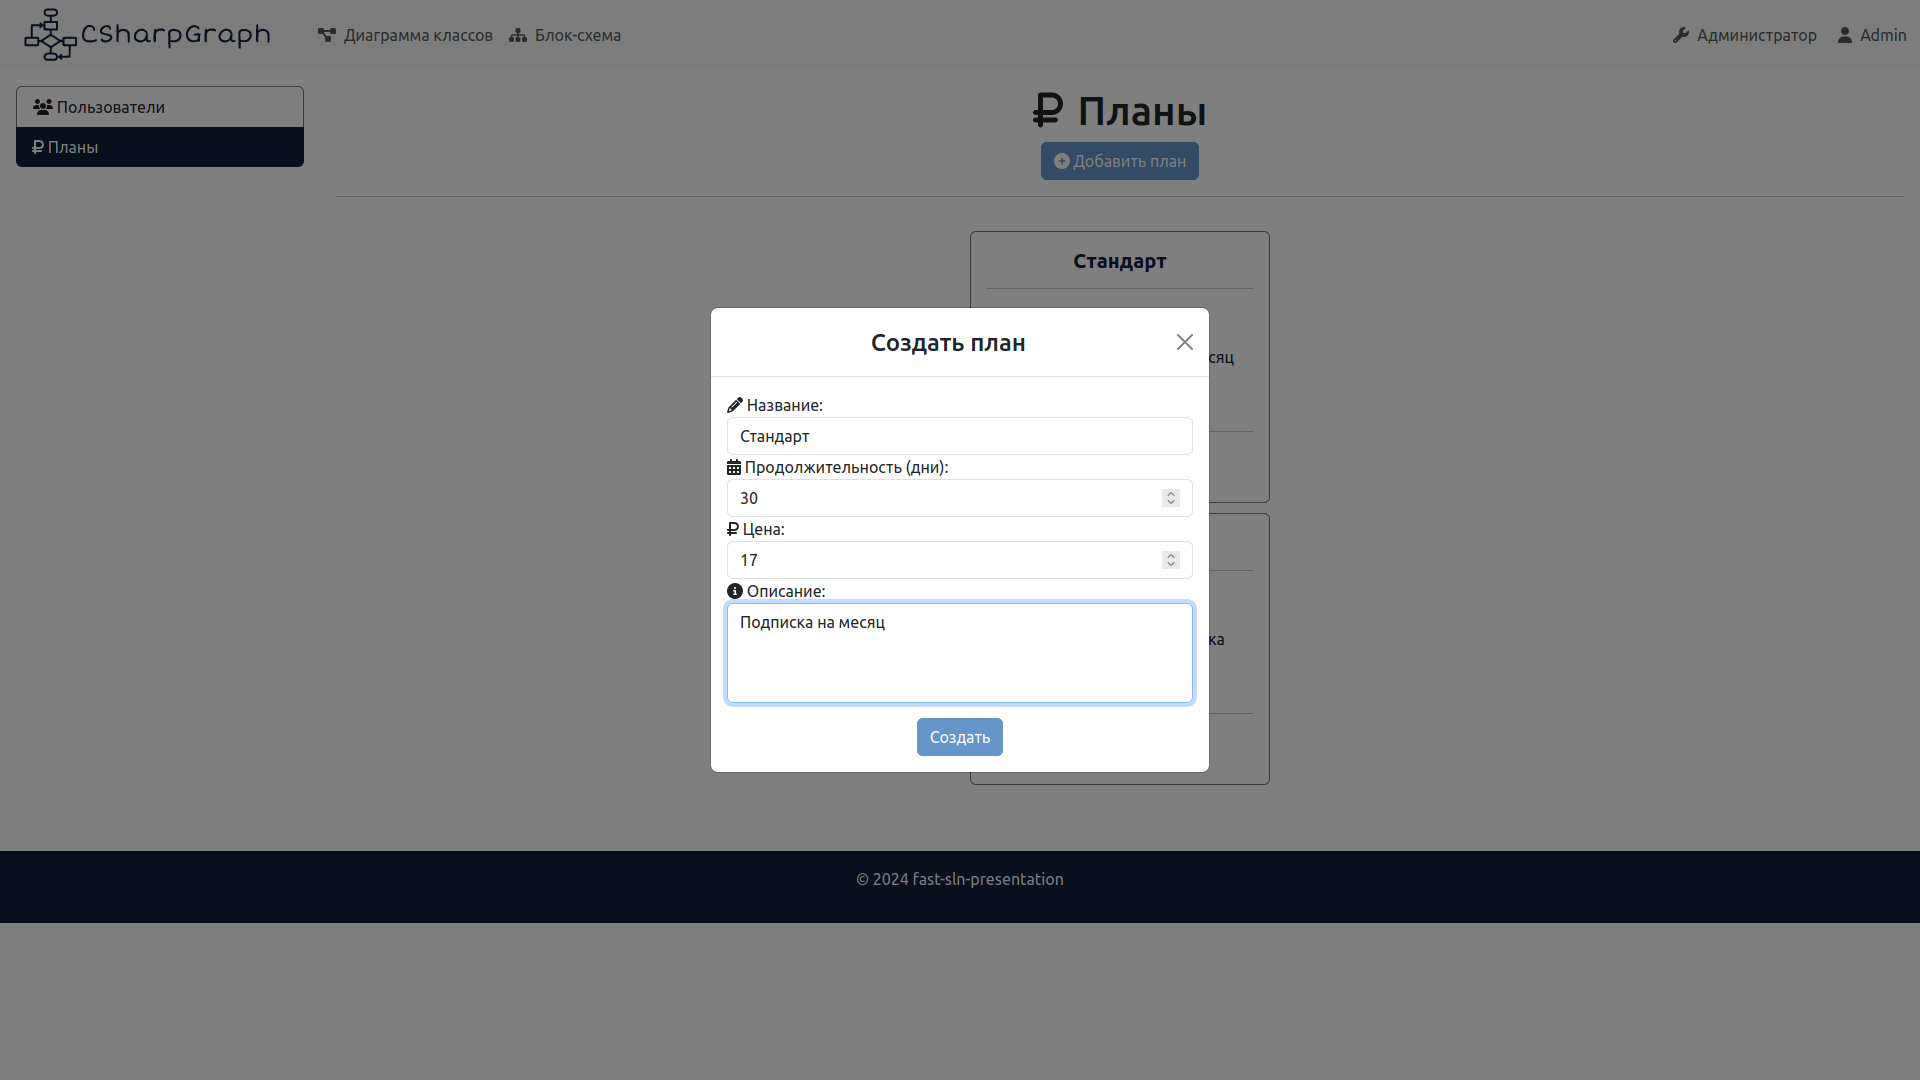 CSharpGraph
Диаграмма классов
Блок-схема
Администратор
Admin
Пользователи
Планы
Планы
Добавить план
Стандарт
сяц
Создать план
Название:
Стандарт
Продолжительность (дни):
30
Цена:
17
Описание:
Подписка на месяц
ка
Создать
© 2024 fast-sln-presentation